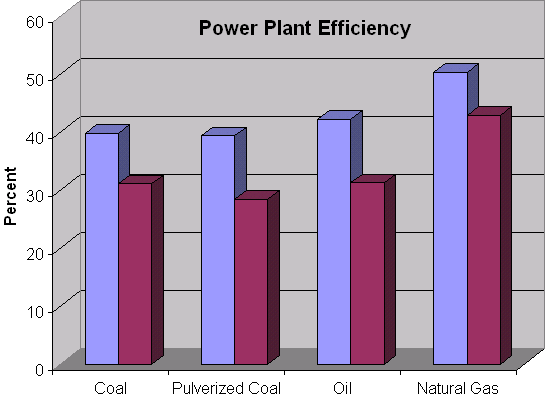 Power Plant Efficiency
Percent
60
50
40
30
20
10
0
Coal
Pulverized Coal
Oil
Natural Gas